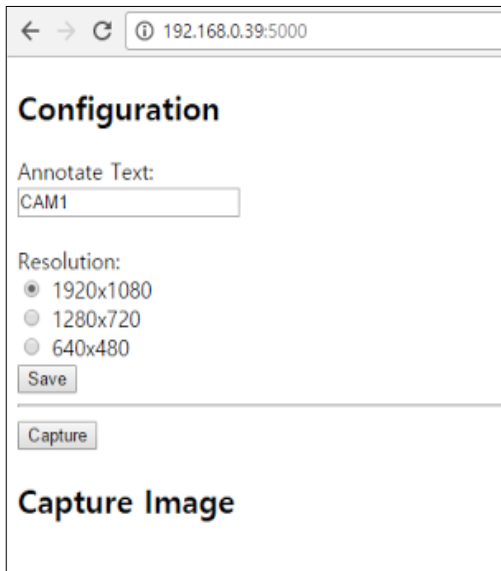 192.168.0.39:5000
Configuration
Annotate Text:
CAM1
Resolution:
1920x1080
1280x720
640x480
Save
Capture
Capture Image